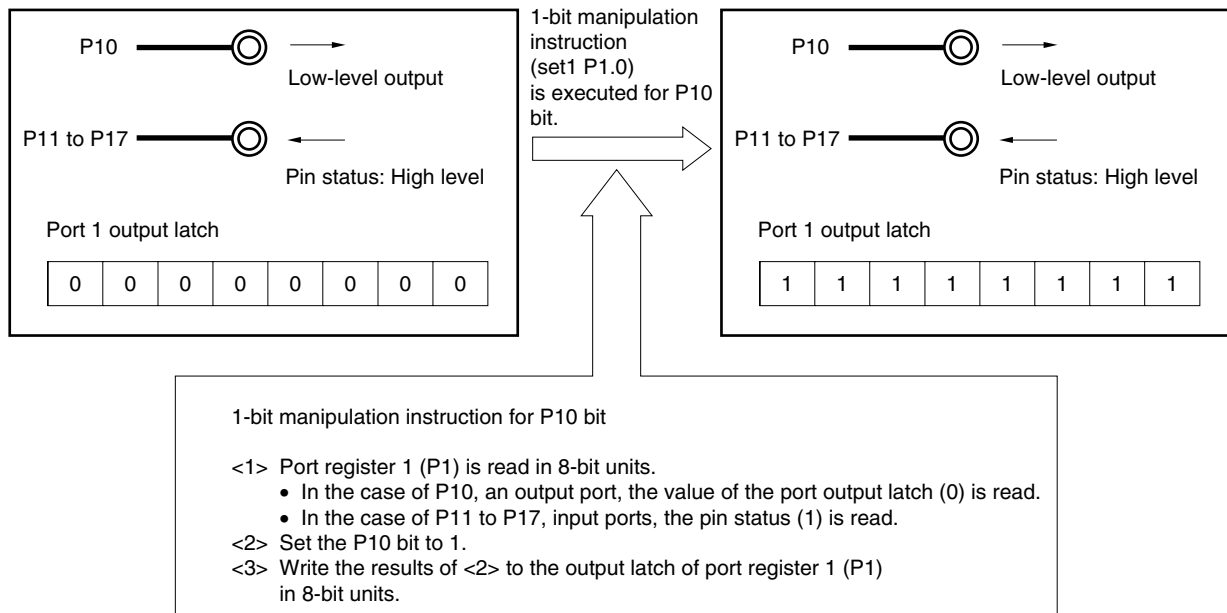 P10
Low-level output
P11 to P17
Pin status: High level
Port 1 output latch
0 0 0 0 0 0 0 0
1-bit manipulation
instruction
(set1 P1.0)
is executed for P10
bit.
P10
Low-level output
P11 to P17
Pin status: High level
Port 1 output latch
1 1 1 1 1 1 1 1
1-bit manipulation instruction for P10 bit
<1> Port register 1 (P1) is read in 8-bit units.
• In the case of P10, an output port, the value of the port output latch (0) is read.
• In the case of P11 to P17, input ports, the pin status (1) is read.
<2> Set the P10 bit to 1.
<3> Write the results of <2> to the output latch of port register 1 (P1)
in 8-bit units.